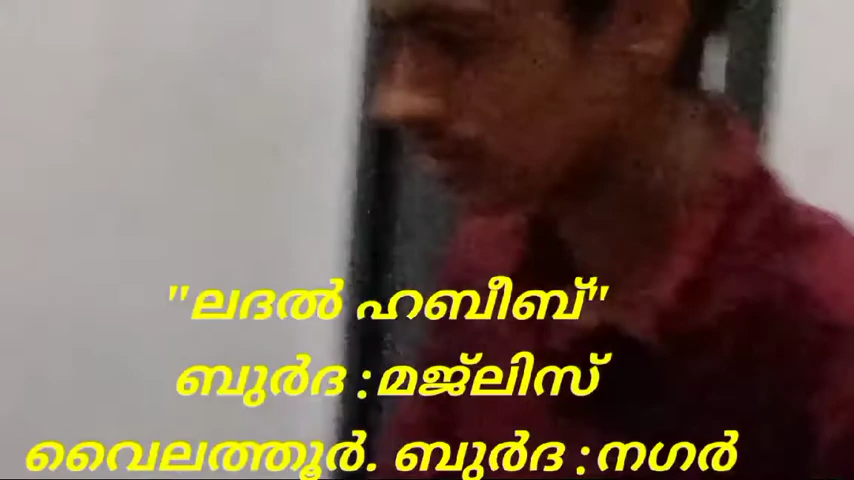 "ലദൽ ഹബീബ്"
ബുർദ :മജ്ലിസ്
വൈലത്തൂർ. ബുർദ :നഗർ